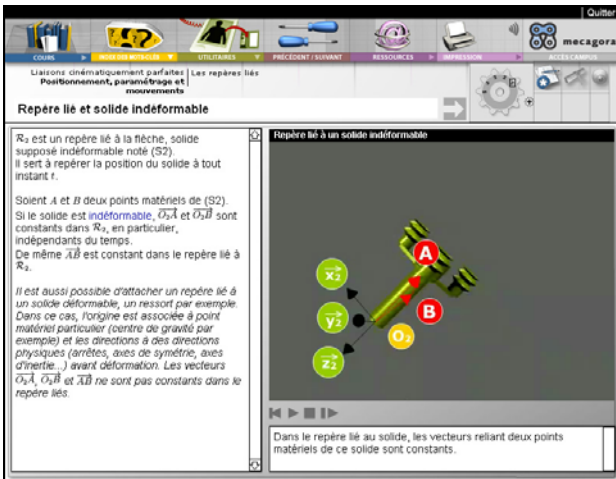 Quitter
COURS
INDEX DES MOTS-CLÉS
UTILITAIRES
PRÉCÉDENT / SUIVANT
RESSOURCES
IMPRESSION
mecagora
ACCÈS CAMPUS
Liaisons cinématiquement parfaites
Positionnement, paramétrage et
mouvements
Les repères liés
Repère lié et solide indéformable
R₂ est un repère lié à la flèche, solide
supposé indéformable noté (S2).
Il sert à repérer la position du solide à tout
instant t.
Soient A et B deux points matériels de (S2).
Si le solide est indéformable, O₂A et O₂B sont
constants dans R₂, en particulier,
indépendants du temps.
De même AB est constant dans le repère lié à
R₂.
Il est aussi possible d'attacher un repère lié à
un solide déformable, un ressort par exemple.
Dans ce cas, l'origine est associée à point
matériel particulier (centre de gravité par
exemple) et les directions à des directions
physiques (arrêtes, axes de symétrie, axes
d'inertie...) avant déformation. Les vecteurs
O₂A, O₂B et AB ne sont pas constants dans le
repère liés.
Repère lié à un solide indéformable
A
x₂
B
y₂
O₂
z₂
Dans le repère lié au solide, les vecteurs reliant deux points
matériels de ce solide sont constants.